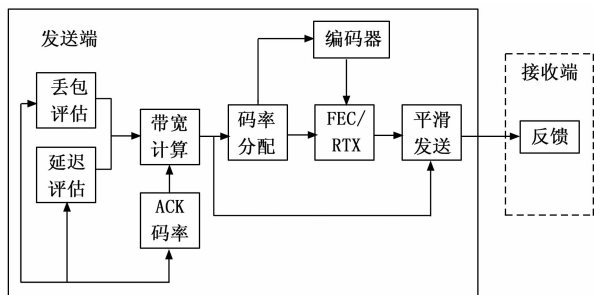 发送端
丢包
评估
延迟
评估
带宽
计算
ACK
码率
码率
分配
编码器
FEC/
RTX
平滑
发送
接收端
反馈